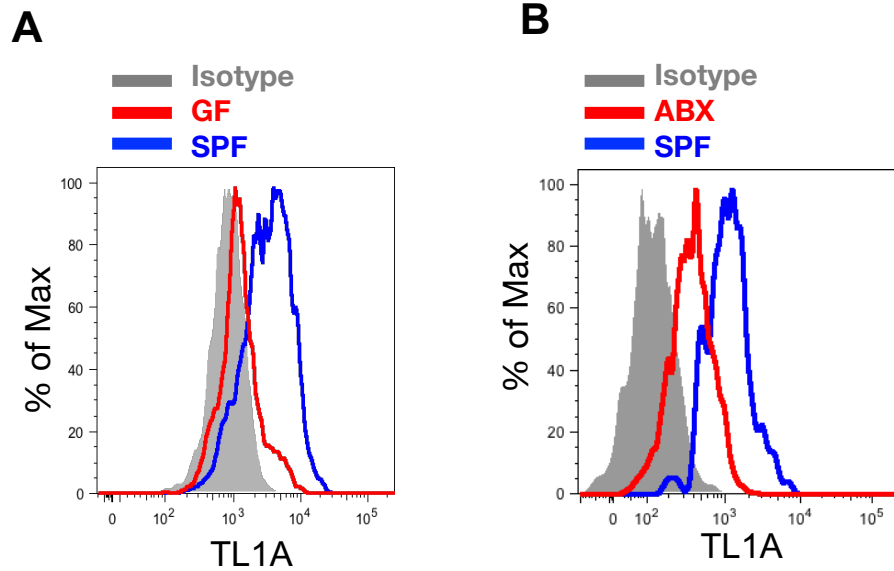 A
Isotype
GF
SPF
% of Max
100
80
60
40
20
0
0 10² 10³ 10⁴ 10⁵
TL1A
B
Isotype
ABX
SPF
% of Max
100
80
60
40
20
0
0 10² 10³ 10⁴ 10⁵
TL1A